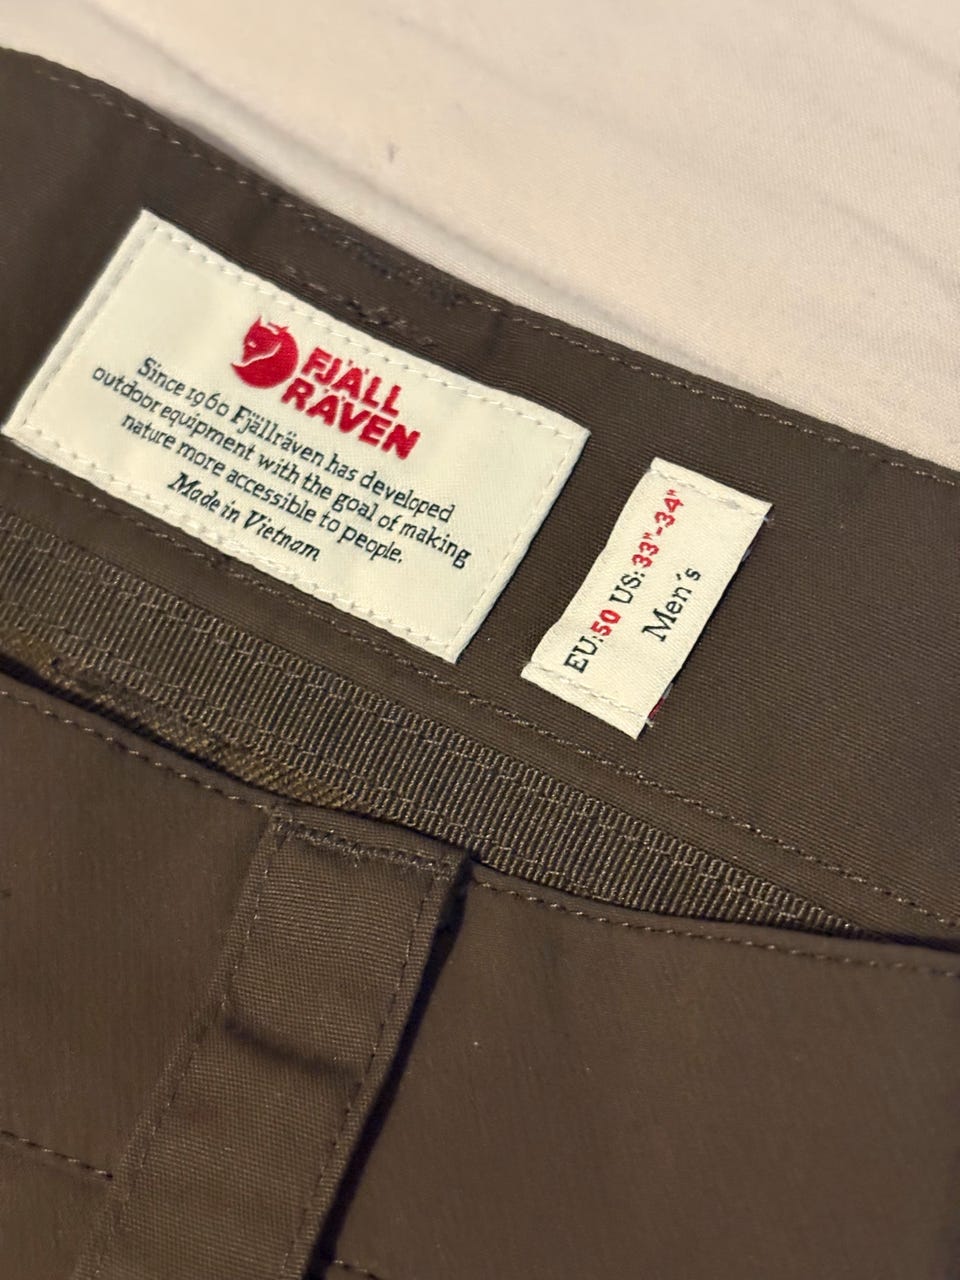 FJÄLL
RÄVEN
Since 1960 Fjällräven has developed
outdoor equipment with the goal of making
nature more accessible to people.
Made in Vietnam
EU:50 US:33"-34"
Men´s